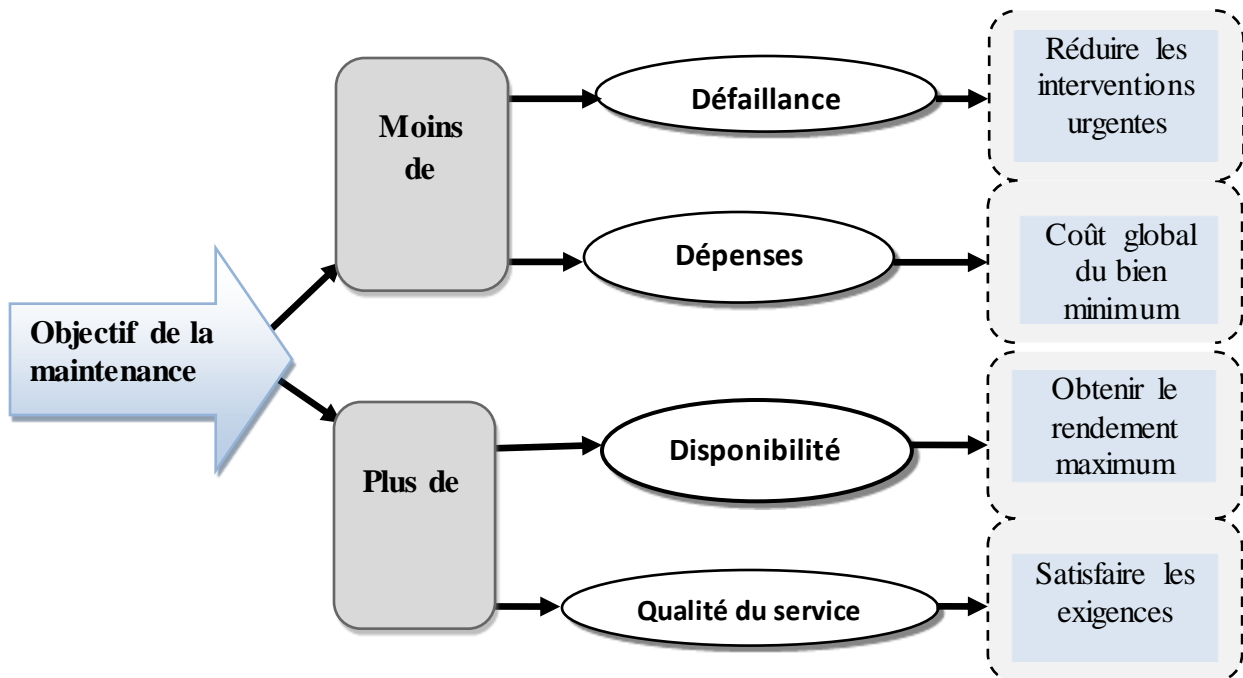 Objectif de la
maintenance
Moins
de
Défaillance
Réduire les
interventions
urgentes
Dépenses
Coût global
du bien
minimum
Plus de
Disponibilité
Obtenir le
rendement
maximum
Qualité du service
Satisfaire les
exigences